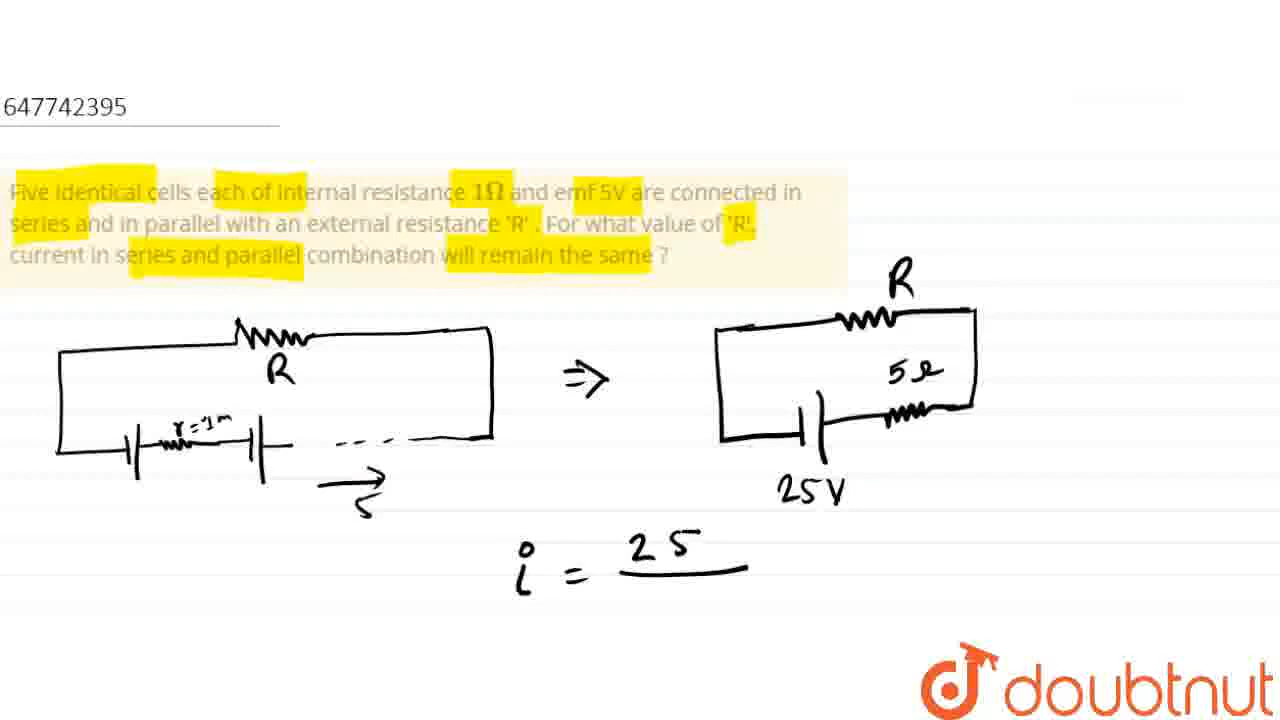 647742395
Five identical cells each of internal resistance 1Ω and emf 5V are connected in
series and in parallel with an external resistance 'R' . For what value of 'R',
current in series and parallel combination will remain the same ?
R
R
5Ω
r = 1Ω
25V
5
i = 25
doubtnut